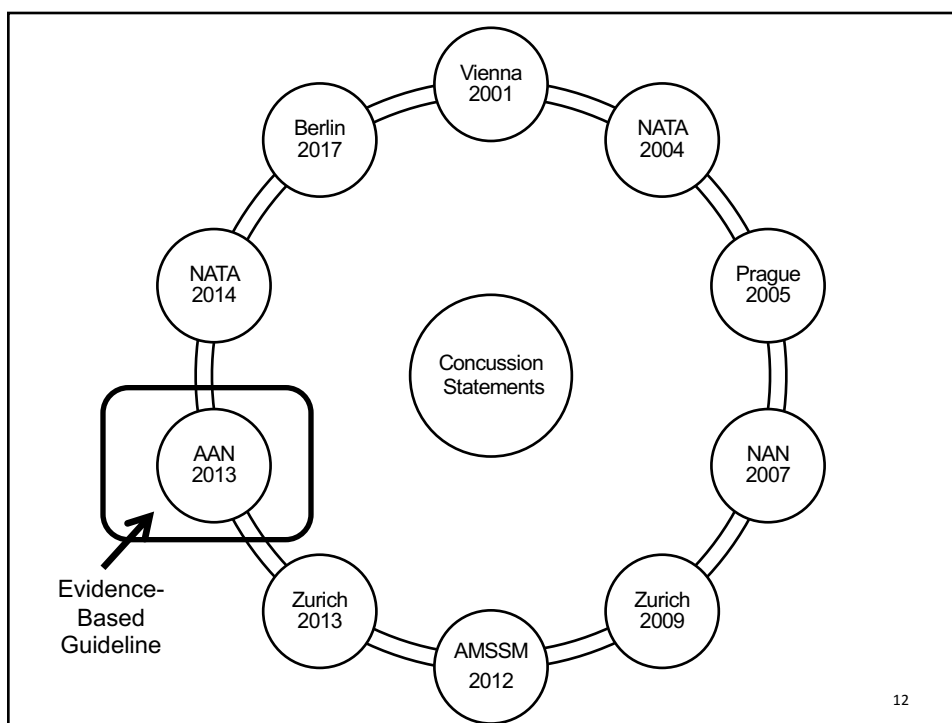 Vienna
2001
NATA
2004
Prague
2005
NAN
2007
Zurich
2009
AMSSM
2012
Zurich
2013
AAN
2013
NATA
2014
Berlin
2017
Concussion
Statements
Evidence-
Based
Guideline
12